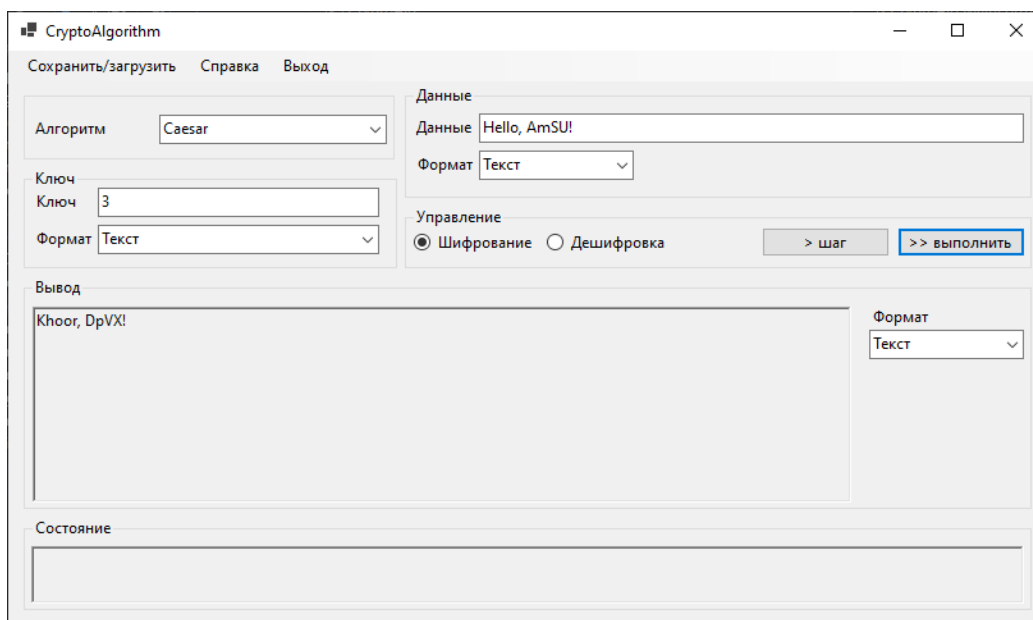 CryptoAlgorithm
Сохранить/загрузить Справка Выход
Алгоритм Caesar
Ключ
Ключ 3
Формат Текст
Данные
Данные Hello, AmSU!
Формат Текст
Управление
Шифрование Дешифровка > шаг >> выполнить
Вывод
Khoor, DpVX!
Формат
Текст
Состояние